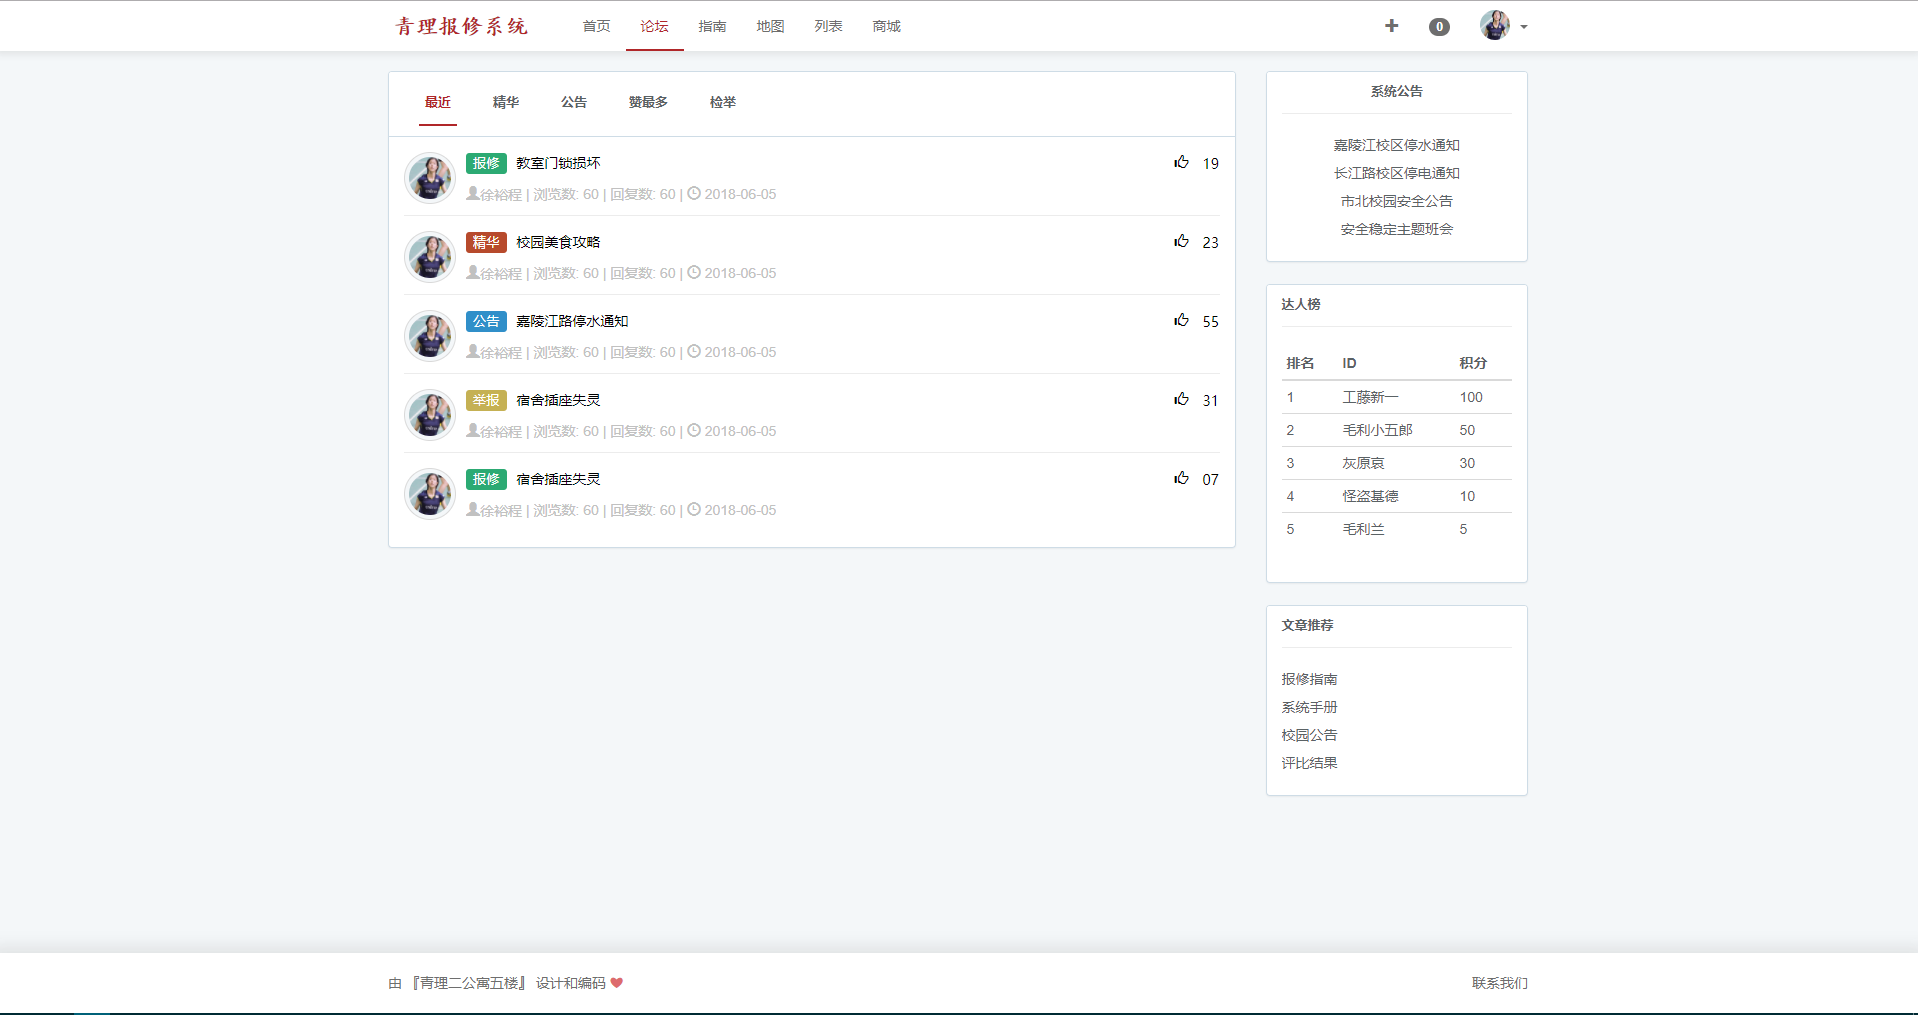 青理报修系统 首页 论坛 指南 地图 列表 商城 0
最近 精华 公告 赞最多 检举
报修 教室门锁损坏 19
徐裕程 | 浏览数: 60 | 回复数: 60 | 2018-06-05
精华 校园美食攻略 23
徐裕程 | 浏览数: 60 | 回复数: 60 | 2018-06-05
公告 嘉陵江路停水通知 55
徐裕程 | 浏览数: 60 | 回复数: 60 | 2018-06-05
举报 宿舍插座失灵 31
徐裕程 | 浏览数: 60 | 回复数: 60 | 2018-06-05
报修 宿舍插座失灵 07
徐裕程 | 浏览数: 60 | 回复数: 60 | 2018-06-05
系统公告
嘉陵江校区停水通知
长江路校区停电通知
市北校园安全公告
安全稳定主题班会
达人榜
排名 ID 积分
1 工藤新一 100
2 毛利小五郎 50
3 灰原哀 30
4 怪盗基德 10
5 毛利兰 5
文章推荐
报修指南
系统手册
校园公告
评比结果
由 『青理二公寓五楼』 设计和编码 联系我们